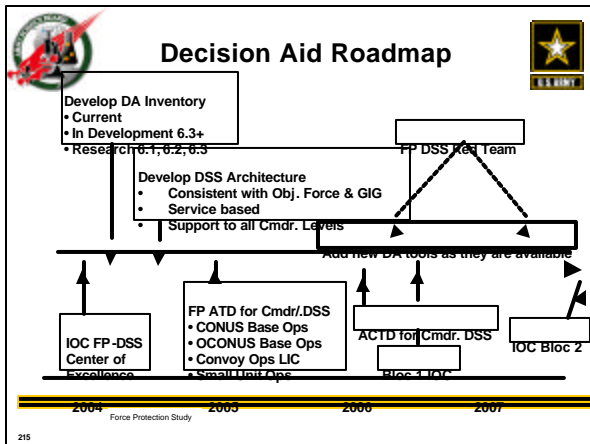 Decision Aid Roadmap
U.S. ARMY
Develop DA Inventory
• Current
• In Development 6.3+
• Research 6.1, 6.2, 6.3
FP DSS Red Team
Develop DSS Architecture
• Consistent with Obj. Force & GIG
• Service based
• Support to all Cmdr. Levels
Add new DA tools as they are available
IOC FP-DSS
Center of
Excellence
FP ATD for Cmdr/.DSS
• CONUS Base Ops
• OCONUS Base Ops
• Convoy Ops LIC
• Small Unit Ops
ACTD for Cmdr. DSS
Bloc 1 IOC
IOC Bloc 2
2004
2005
2006
2007
Force Protection Study
215